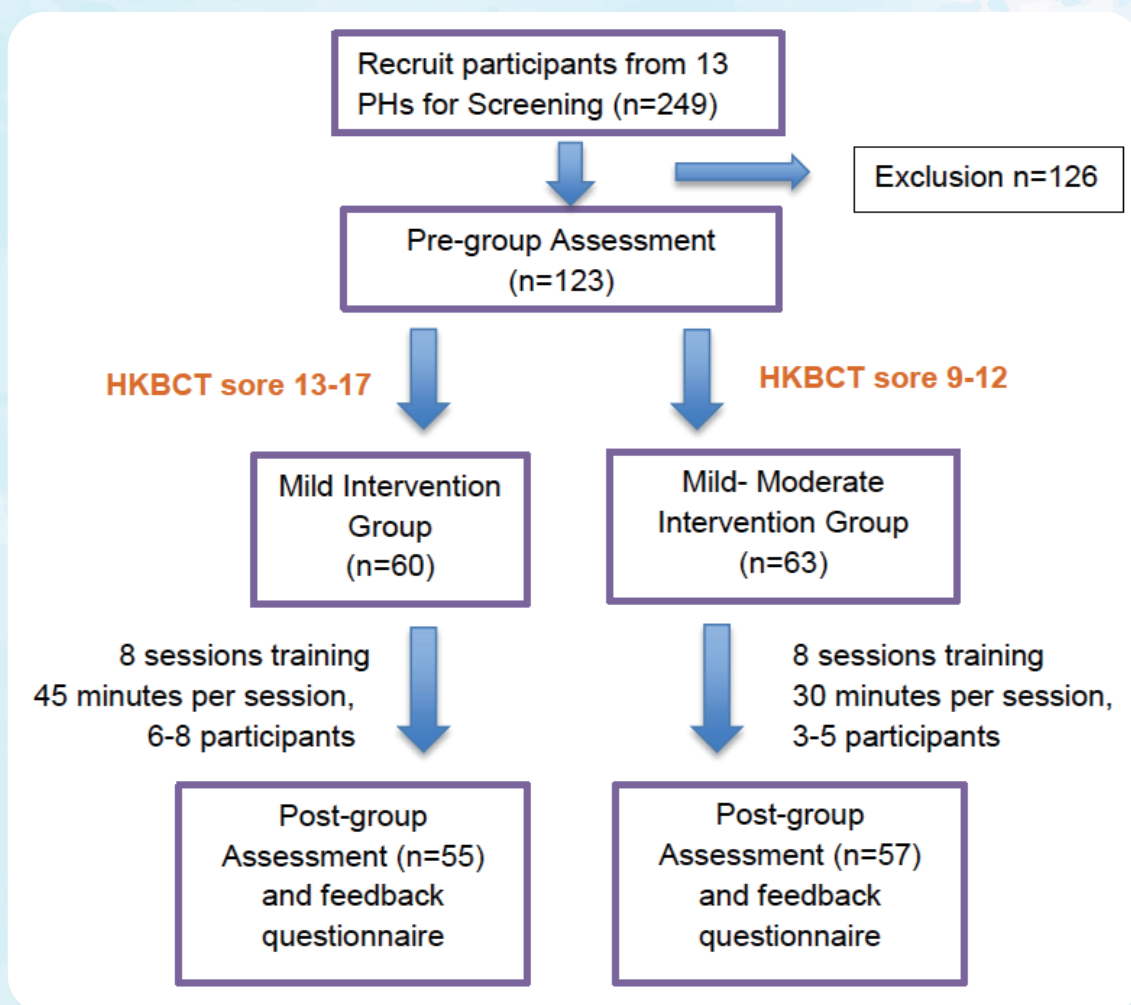 Recruit participants from 13
PHs for Screening (n=249)
Exclusion n=126
Pre-group Assessment
(n=123)
HKBCT sore 13-17
HKBCT sore 9-12
Mild Intervention
Group
(n=60)
Mild- Moderate
Intervention Group
(n=63)
8 sessions training
45 minutes per session,
6-8 participants
8 sessions training
30 minutes per session,
3-5 participants
Post-group
Assessment (n=55)
and feedback
questionnaire
Post-group
Assessment (n=57)
and feedback
questionnaire